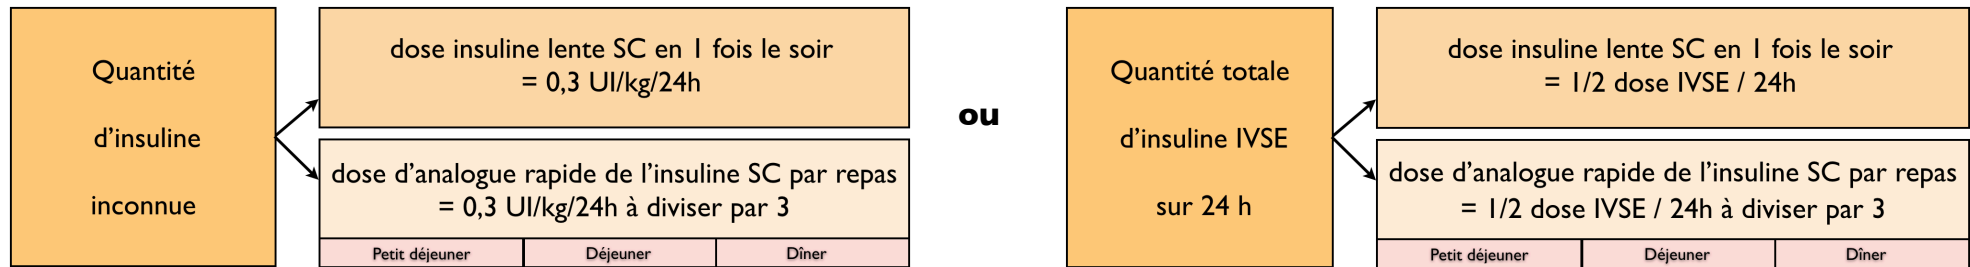 Quantité
d’insuline
inconnue
dose insuline lente SC en 1 fois le soir
= 0,3 UI/kg/24h
dose d’analogue rapide de l’insuline SC par repas
= 0,3 UI/kg/24h à diviser par 3
Petit déjeuner
Déjeuner
Dîner
ou
Quantité totale
d’insuline IVSE
sur 24 h
dose insuline lente SC en 1 fois le soir
= 1/2 dose IVSE / 24h
dose d’analogue rapide de l’insuline SC par repas
= 1/2 dose IVSE / 24h à diviser par 3
Petit déjeuner
Déjeuner
Dîner